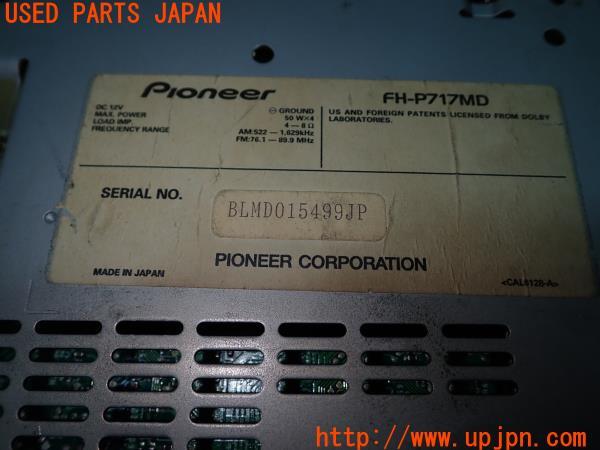 USED PARTS JAPAN
Pioneer
FH-P717MD
DC 12V
⊖ GROUND
MAX. POWER
50 W×4
LOAD IMP.
4 – 8 Ω
FREQUENCY RANGE
AM: 522 – 1,629kHz
FM: 76.1 – 89.9 MHz
US AND FOREIGN PATENTS LICENSED FROM DOLBY
LABORATORIES.
SERIAL NO.
BLMD015499JP
PIONEER CORPORATION
MADE IN JAPAN
<CAL6128-A>
http://www.upjpn.com/